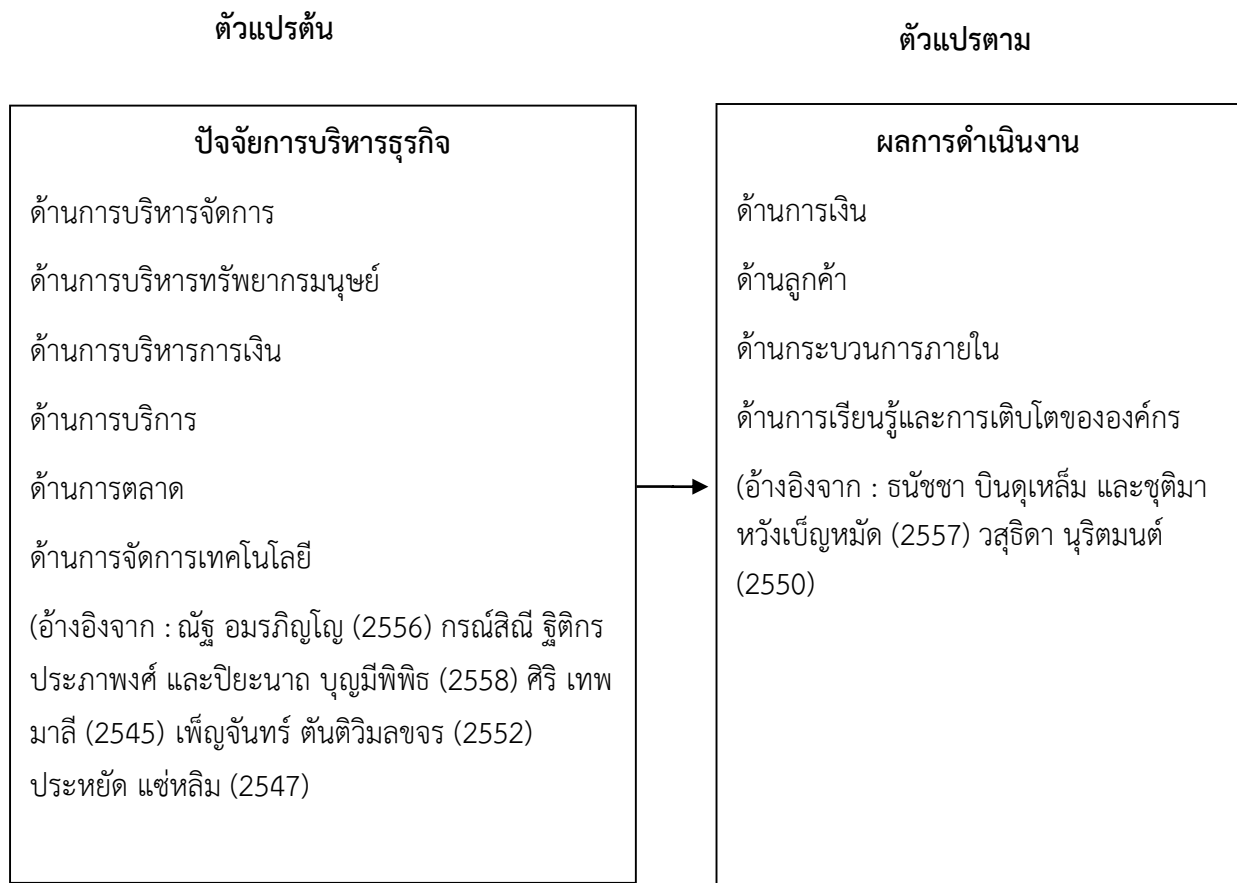 ตัวแปรต้น
ตัวแปรตาม
ปัจจัยการบริหารธุรกิจ
ด้านการบริหารจัดการ
ด้านการบริหารทรัพยากรมนุษย์
ด้านการบริหารการเงิน
ด้านการบริการ
ด้านการตลาด
ด้านการจัดการเทคโนโลยี
(อ้างอิงจาก : ณัฐ อมรภิญโญ (2556) กรณ์สิณี ฐิติกร
ประภาพงศ์ และปิยะนาถ บุญมีพิพิธ (2558) ศิริ เทพ
มาลี (2545) เพ็ญจันทร์ ตันติวิมลขจร (2552)
ประหยัด แซ่หลิม (2547)
ผลการดำเนินงาน
ด้านการเงิน
ด้านลูกค้า
ด้านกระบวนการภายใน
ด้านการเรียนรู้และการเติบโตขององค์กร
(อ้างอิงจาก : ธนัชชา บินดุเหล็ม และชุติมา
หวังเบ็ญหมัด (2557) วสุธิดา นุริตมนต์
(2550)